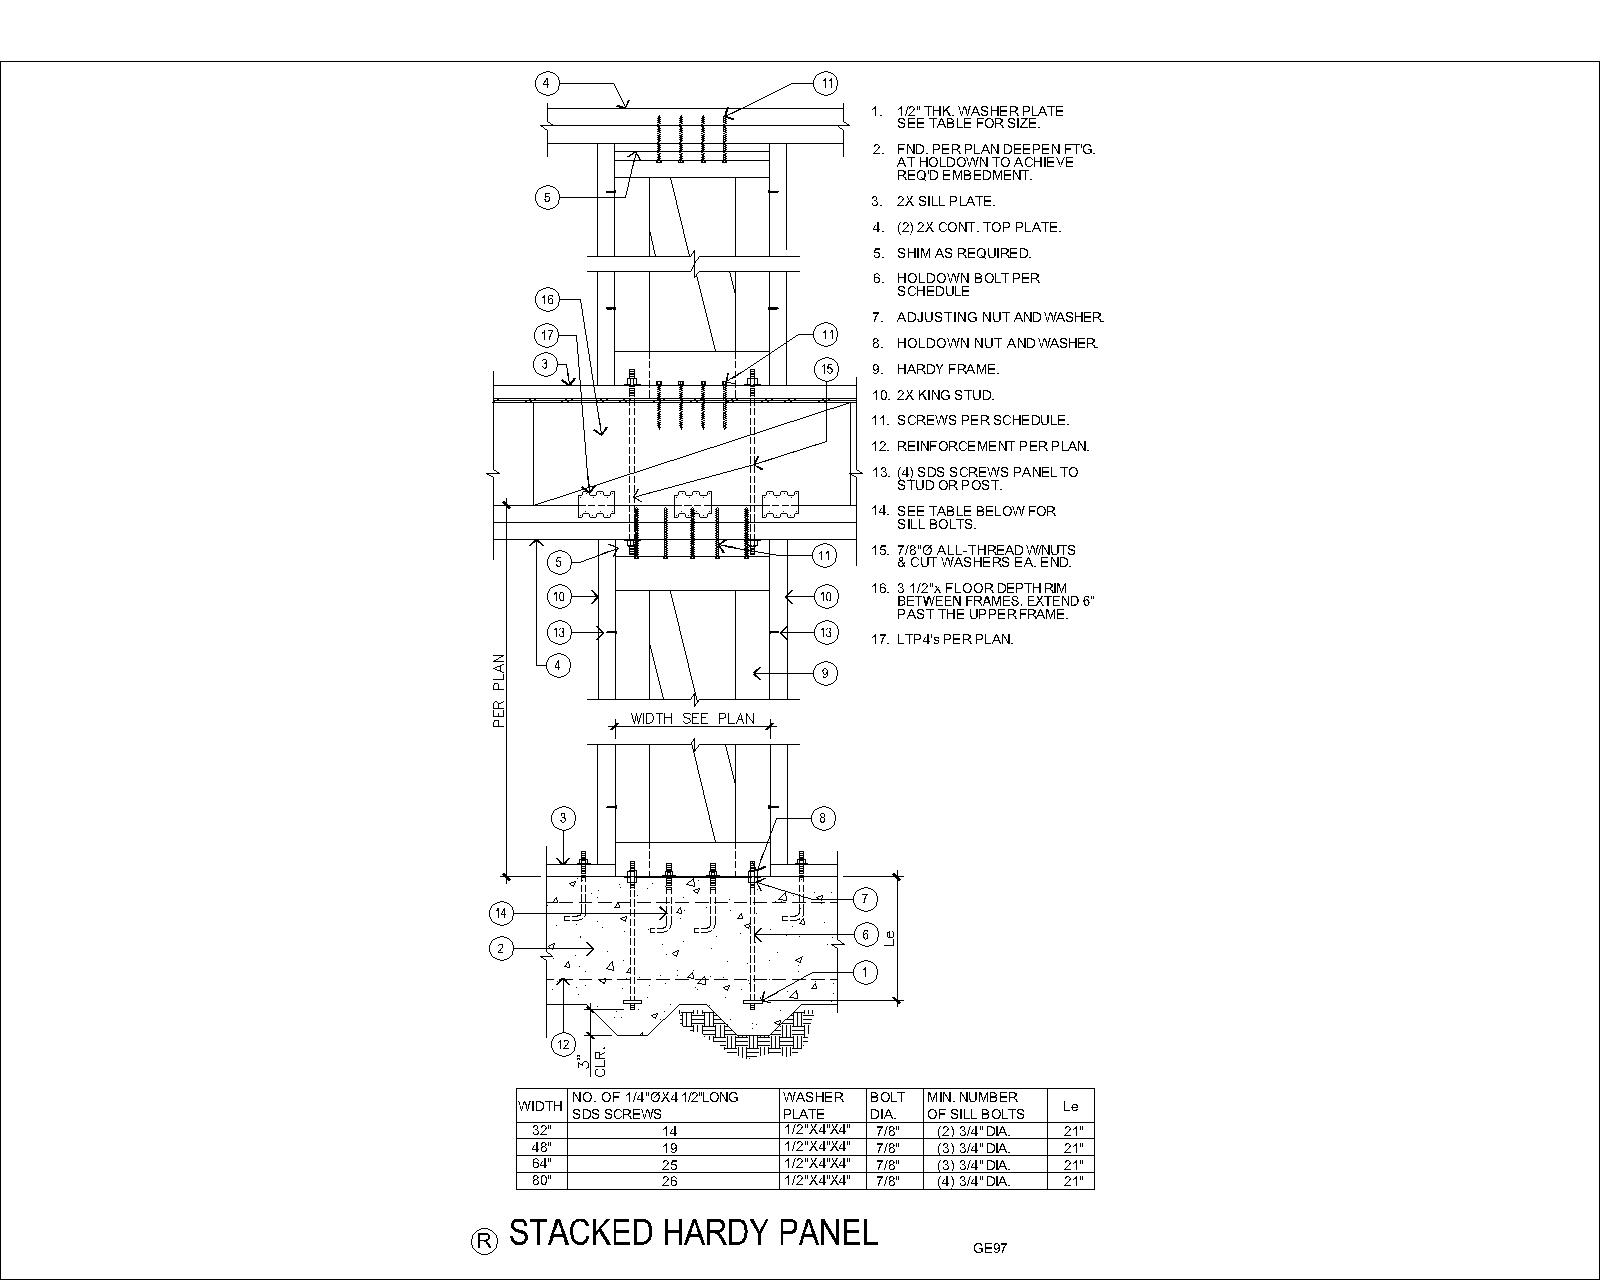 4
11
1. 1/2" THK. WASHER PLATE
SEE TABLE FOR SIZE.
2. FND. PER PLAN DEEPEN FT'G.
AT HOLDOWN TO ACHIEVE
REQ'D EMBEDMENT.
3. 2X SILL PLATE.
4. (2) 2X CONT. TOP PLATE.
5. SHIM AS REQUIRED.
6. HOLDOWN BOLT PER
SCHEDULE
7. ADJUSTING NUT AND WASHER.
8. HOLDOWN NUT AND WASHER.
9. HARDY FRAME.
10. 2X KING STUD.
11. SCREWS PER SCHEDULE.
12. REINFORCEMENT PER PLAN.
13. (4) SDS SCREWS PANEL TO
STUD OR POST.
14. SEE TABLE BELOW FOR
SILL BOLTS.
15. 7/8"Ø ALL-THREAD W/NUTS
& CUT WASHERS EA. END.
16. 3 1/2"x FLOOR DEPTH RIM
BETWEEN FRAMES. EXTEND 6"
PAST THE UPPER FRAME.
17. LTP4's PER PLAN.
5
16
17
11
3
15
5
11
10
10
13
13
4
9
PER PLAN
WIDTH SEE PLAN
3
8
7
14
6
2
Le
1
12
3" CLR.
WIDTH NO. OF 1/4"ØX4 1/2"LONG SDS SCREWS WASHER PLATE BOLT DIA. MIN. NUMBER OF SILL BOLTS Le
32" 14 1/2"X4"X4" 7/8" (2) 3/4" DIA. 21"
48" 19 1/2"X4"X4" 7/8" (3) 3/4" DIA. 21"
64" 25 1/2"X4"X4" 7/8" (3) 3/4" DIA. 21"
80" 26 1/2"X4"X4" 7/8" (4) 3/4" DIA. 21"
R STACKED HARDY PANEL
GE97